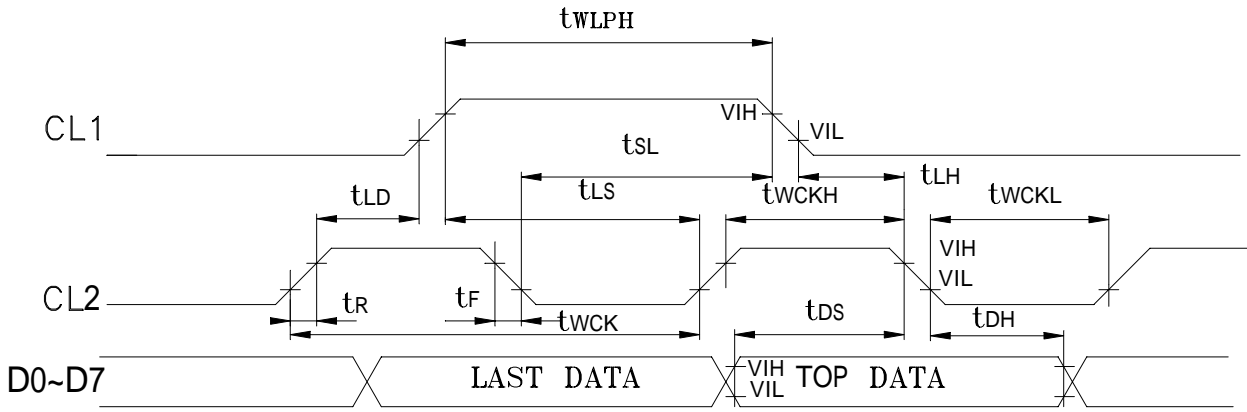 tWLPH
CL1
VIH
VIL
tSL
tLD
tLS
tWCKH
tLH
tWCKL
VIH
VIL
CL2
tR
tF
tWCK
tDS
tDH
D0~D7
LAST DATA
VIH
VIL
TOP DATA